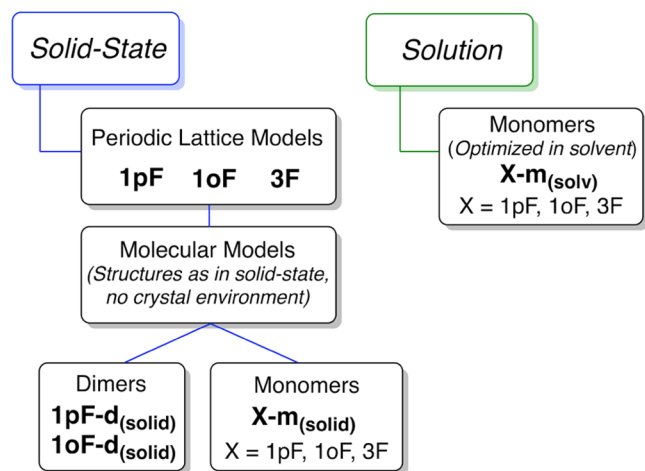 Solid-State
Solution
Periodic Lattice Models
1pF 1oF 3F
Monomers
(Optimized in solvent)
X-m(solv)
X = 1pF, 1oF, 3F
Molecular Models
(Structures as in solid-state,
no crystal environment)
Dimers
1pF-d(solid)
1oF-d(solid)
Monomers
X-m(solid)
X = 1pF, 1oF, 3F